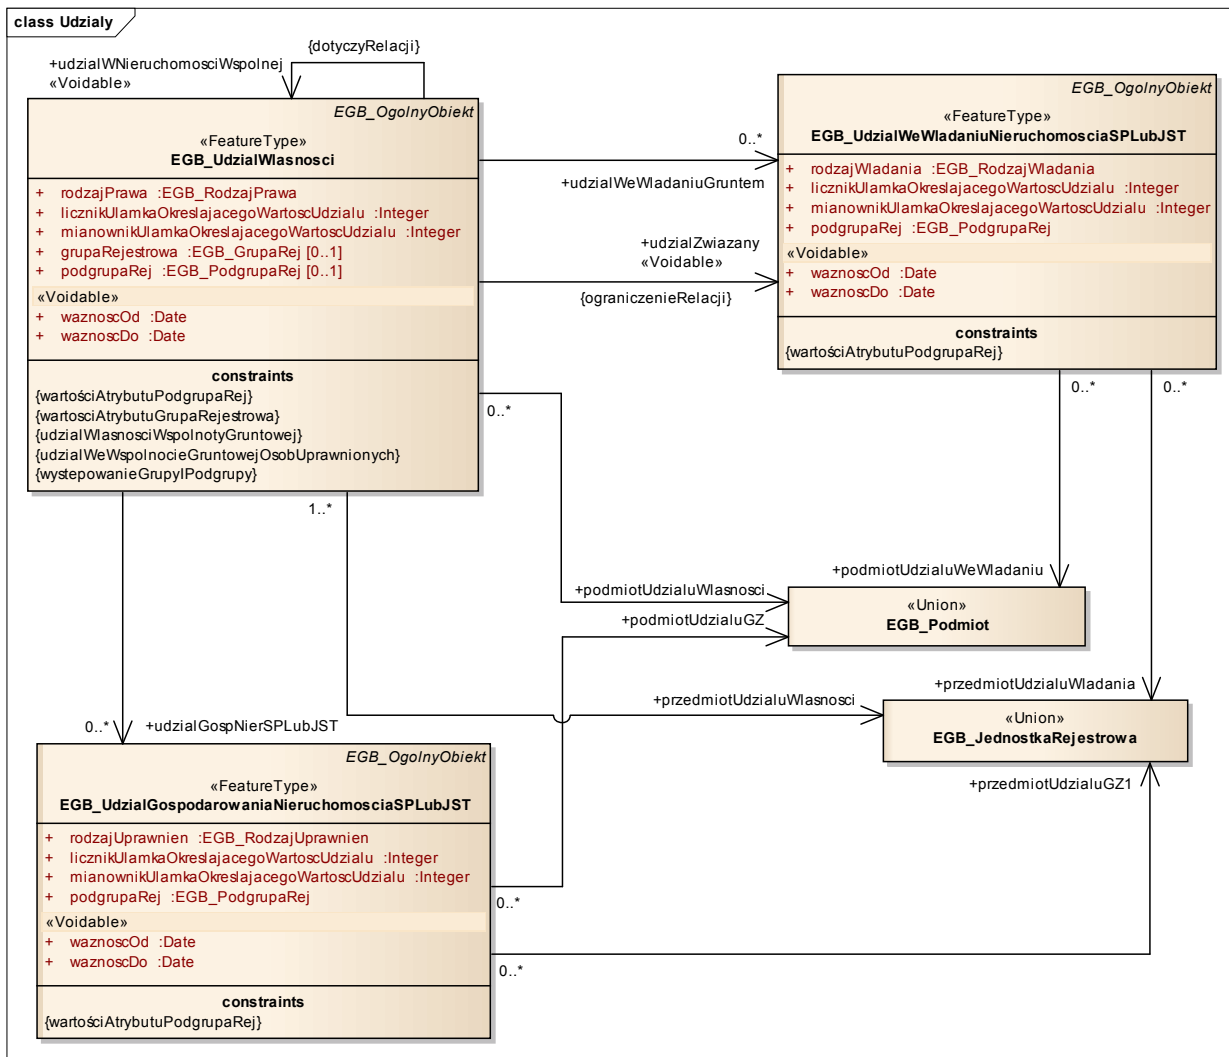 class Udzialy
{dotyczyRelacji}
+udzialWNieruchomosciWspolnej
«Voidable»
EGB_OgolnyObiekt
«FeatureType»
EGB_UdzialWlasnosci
+ rodzajPrawa :EGB_RodzajPrawa
+ licznikUlamkaOkreslajacegoWartoscUdzialu :Integer
+ mianownikUlamkaOkreslajacegoWartoscUdzialu :Integer
+ grupaRejestrowa :EGB_GrupaRej [0..1]
+ podgrupaRej :EGB_PodgrupaRej [0..1]
«Voidable»
+ waznoscOd :Date
+ waznoscDo :Date
constraints
{wartościAtrybutuPodgrupaRej}
{wartosciAtrybutuGrupaRejestrowa}
{udzialWlasnosciWspolnotyGruntowej}
{udzialWeWspolnocieGruntowejOsobUprawnionych}
{wystepowanieGrupyIPodgrupy}
0..*
+udzialWeWladaniuGruntem
+udzialZwiazany
«Voidable»
{ograniczenieRelacji}
EGB_OgolnyObiekt
«FeatureType»
EGB_UdzialWeWladaniuNieruchomosciaSPLubJST
+ rodzajWladania :EGB_RodzajWladania
+ licznikUlamkaOkreslajacegoWartoscUdzialu :Integer
+ mianownikUlamkaOkreslajacegoWartoscUdzialu :Integer
+ podgrupaRej :EGB_PodgrupaRej
«Voidable»
+ waznoscOd :Date
+ waznoscDo :Date
constraints
{wartościAtrybutuPodgrupaRej}
0..*
0..*
0..*
1..*
+podmiotUdzialuWeWladaniu
+podmiotUdzialuWlasnosci
+podmiotUdzialuGZ
«Union»
EGB_Podmiot
+przedmiotUdzialuWladania
+przedmiotUdzialuWlasnosci
«Union»
EGB_JednostkaRejestrowa
+przedmiotUdzialuGZ1
0..*
+udzialGospNierSPLubJST
EGB_OgolnyObiekt
«FeatureType»
EGB_UdzialGospodarowaniaNieruchomosciaSPLubJST
+ rodzajUprawnien :EGB_RodzajUprawnien
+ licznikUlamkaOkreslajacegoWartoscUdzialu :Integer
+ mianownikUlamkaOkreslajacegoWartoscUdzialu :Integer
+ podgrupaRej :EGB_PodgrupaRej
«Voidable»
+ waznoscOd :Date
+ waznoscDo :Date
constraints
{wartościAtrybutuPodgrupaRej}
0..*
0..*